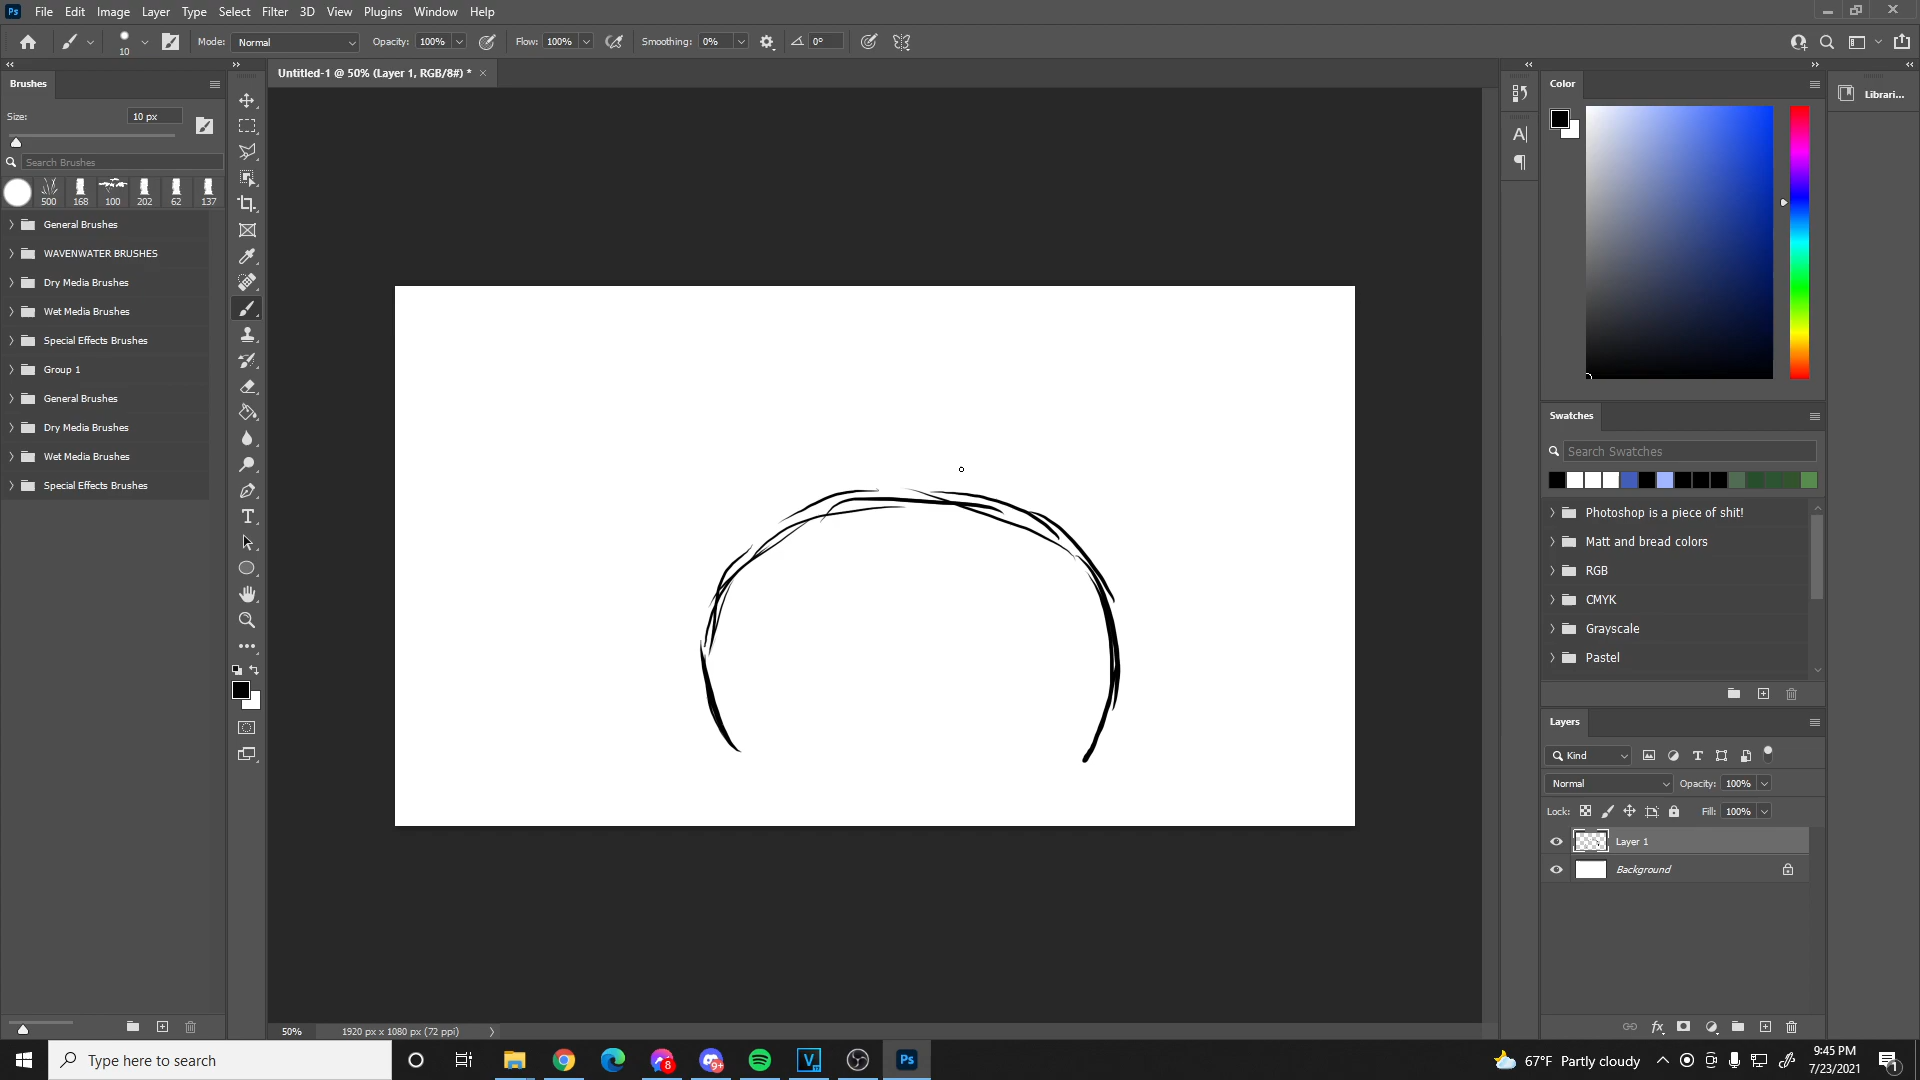 Ps File Edit Image Layer Type Select Filter 3D View Plugins Window Help
10 Mode: Normal Opacity: 100% Flow: 100% Smoothing: 0% 0°
Brushes
Untitled-1 @ 50% (Layer 1, RGB/8#) *
Color
Librari...
Size: 10 px
Search Brushes
500 168 100 202 62 137
General Brushes
WAVENWATER BRUSHES
Dry Media Brushes
Wet Media Brushes
Special Effects Brushes
Group 1
General Brushes
Dry Media Brushes
Wet Media Brushes
Special Effects Brushes
Swatches
Search Swatches
Photoshop is a piece of shit!
Matt and bread colors
RGB
CMYK
Grayscale
Pastel
Layers
Kind
Normal Opacity: 100%
Lock: Fill: 100%
Layer 1
Background
50% 1920 px x 1080 px (72 ppi)
Type here to search
8
9+
V
Ps
67°F Partly cloudy
9:45 PM
7/23/2021
1